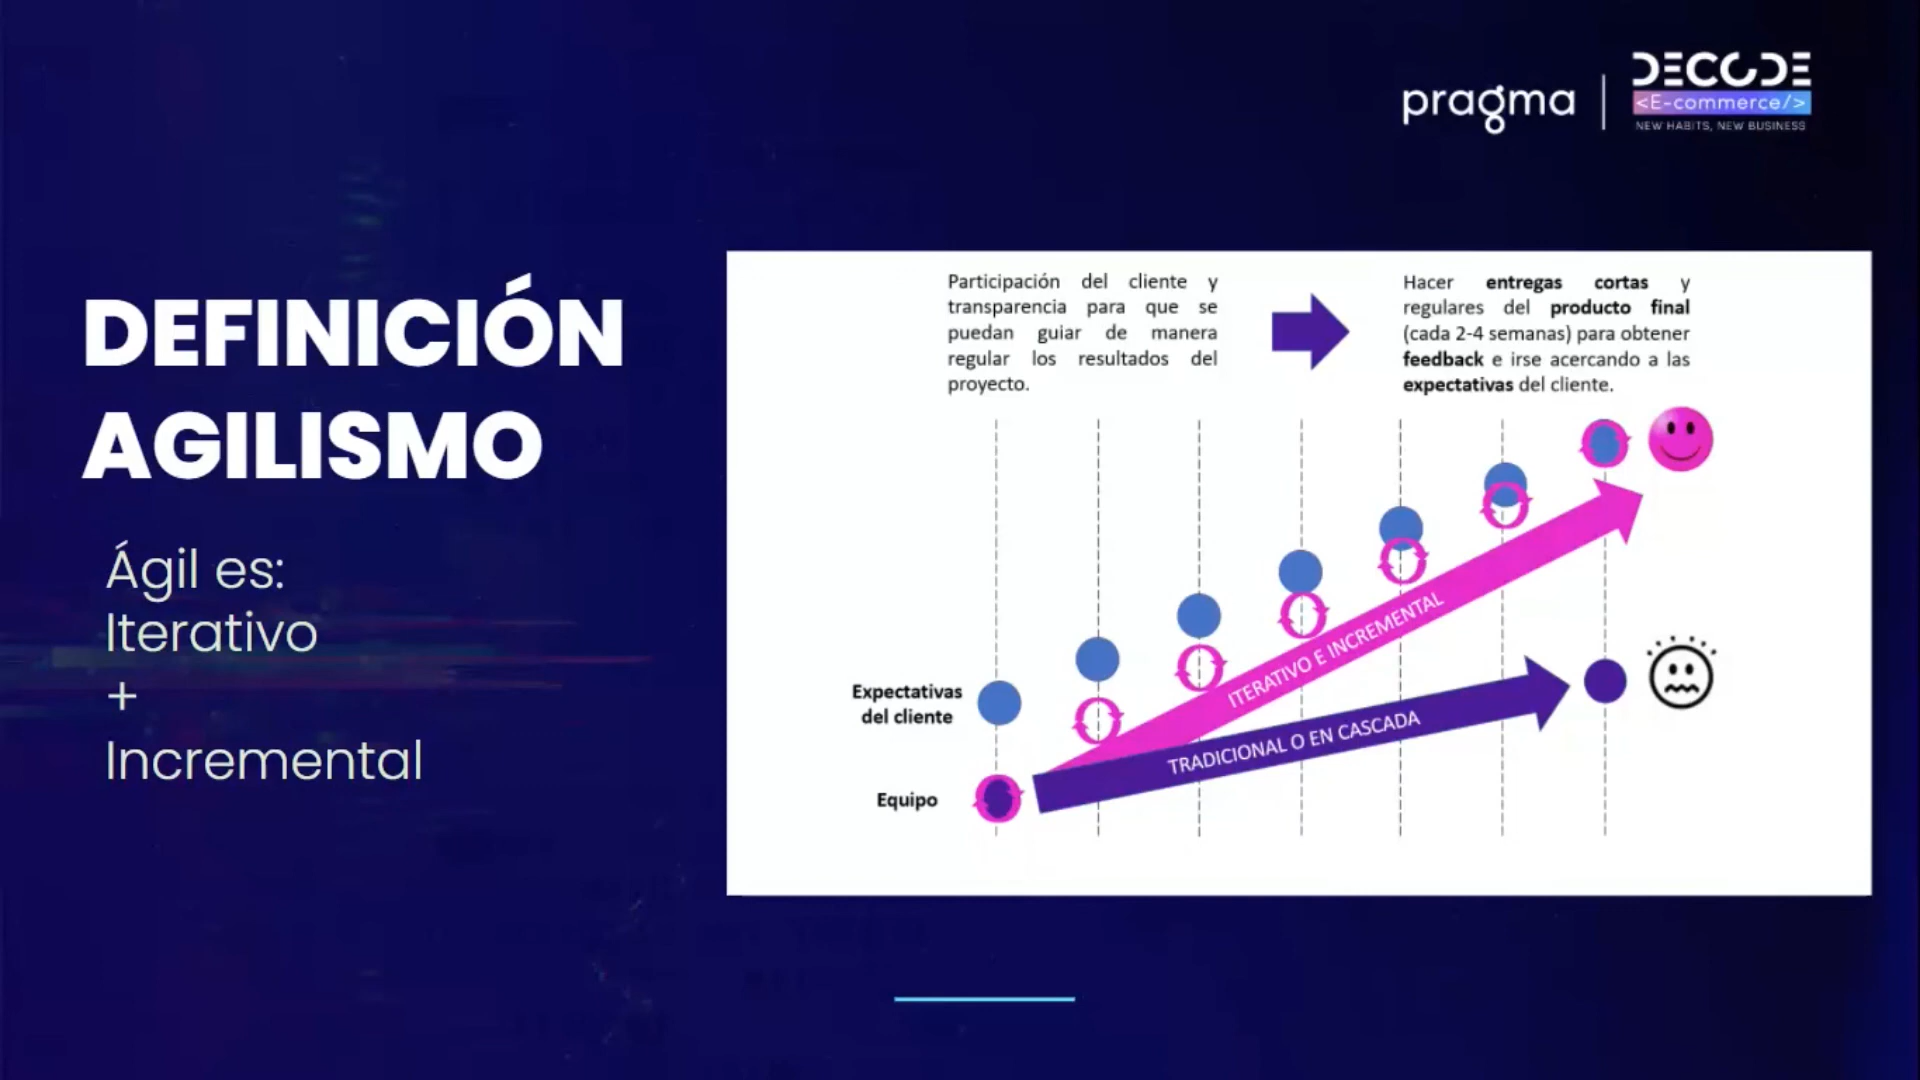 pragma
DECODE
<E-commerce/>
NEW HABITS, NEW BUSINESS
DEFINICIÓN
AGILISMO
Ágil es:
Iterativo
+
Incremental
Participación del cliente y
transparencia para que se
puedan guiar de manera
regular los resultados del
proyecto.
Hacer entregas cortas y
regulares del producto final
(cada 2-4 semanas) para obtener
feedback e irse acercando a las
expectativas del cliente.
Expectativas
del cliente
Equipo
ITERATIVO E INCREMENTAL
TRADICIONAL O EN CASCADA